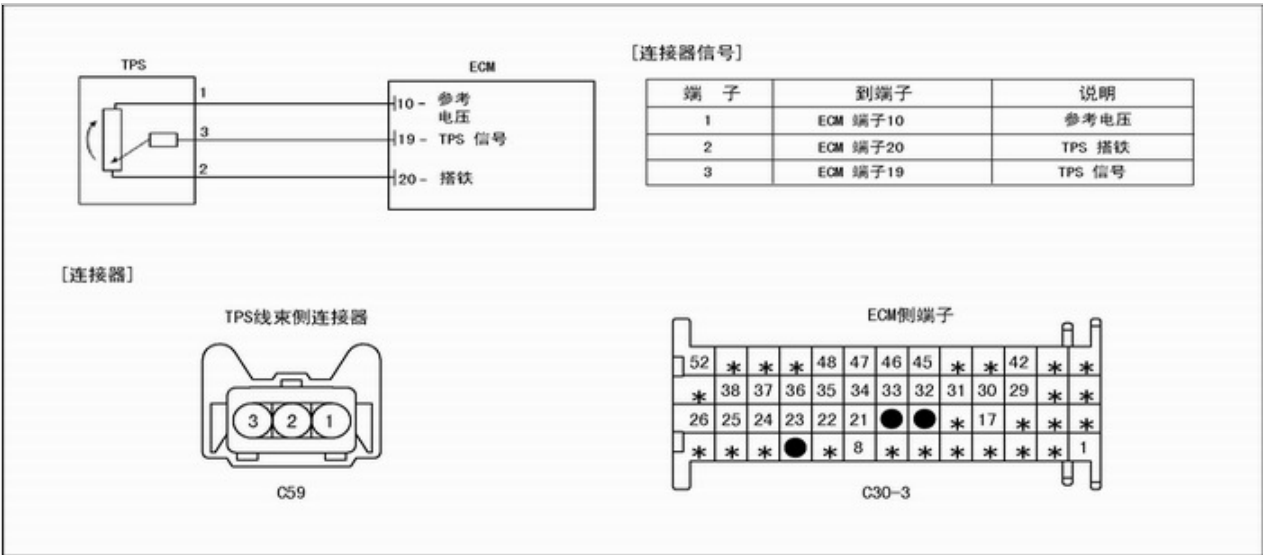 TPS
ECM
1
10- 参考
电压
3
19- TPS 信号
2
20- 搭铁
[连接器信号]
端 子 到端子 说明
1 ECM 端子10 参考电压
2 ECM 端子20 TPS 搭铁
3 ECM 端子19 TPS 信号
[连接器]
TPS线束侧连接器
3 2 1
C59
ECM侧端子
52 * * * 48 47 46 45 * * 42 * *
* 38 37 36 35 34 33 32 31 30 29 * *
26 25 24 23 22 21 ● ● * 17 * * *
* * * ● * 8 * * * * * * 1
C30-3